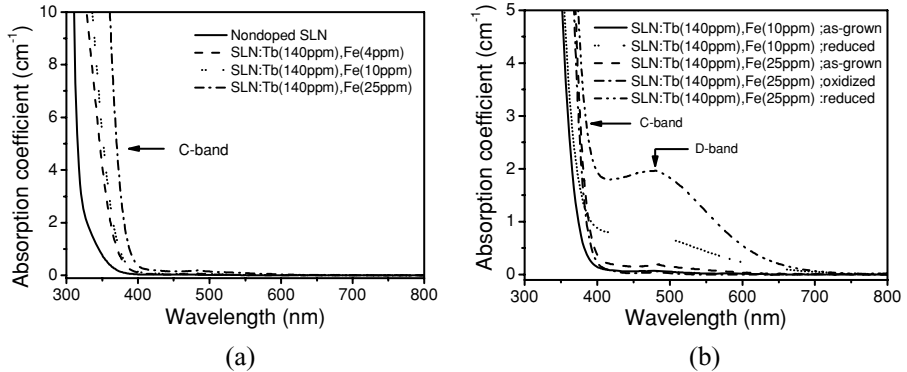 10
8
6
4
2
0
Absorption coefficient (cm⁻¹)
Nondoped SLN
SLN:Tb(140ppm),Fe(4ppm)
SLN:Tb(140ppm),Fe(10ppm)
SLN:Tb(140ppm),Fe(25ppm)
C-band
300 400 500 600 700 800
Wavelength (nm)
(a)
5
4
3
2
1
0
Absorption coefficient (cm⁻¹)
SLN:Tb(140ppm),Fe(10ppm) ;as-grown
SLN:Tb(140ppm),Fe(10ppm) ;reduced
SLN:Tb(140ppm),Fe(25ppm) ;as-grown
SLN:Tb(140ppm),Fe(25ppm) ;oxidized
SLN:Tb(140ppm),Fe(25ppm) :reduced
C-band
D-band
300 400 500 600 700 800
Wavelength (nm)
(b)